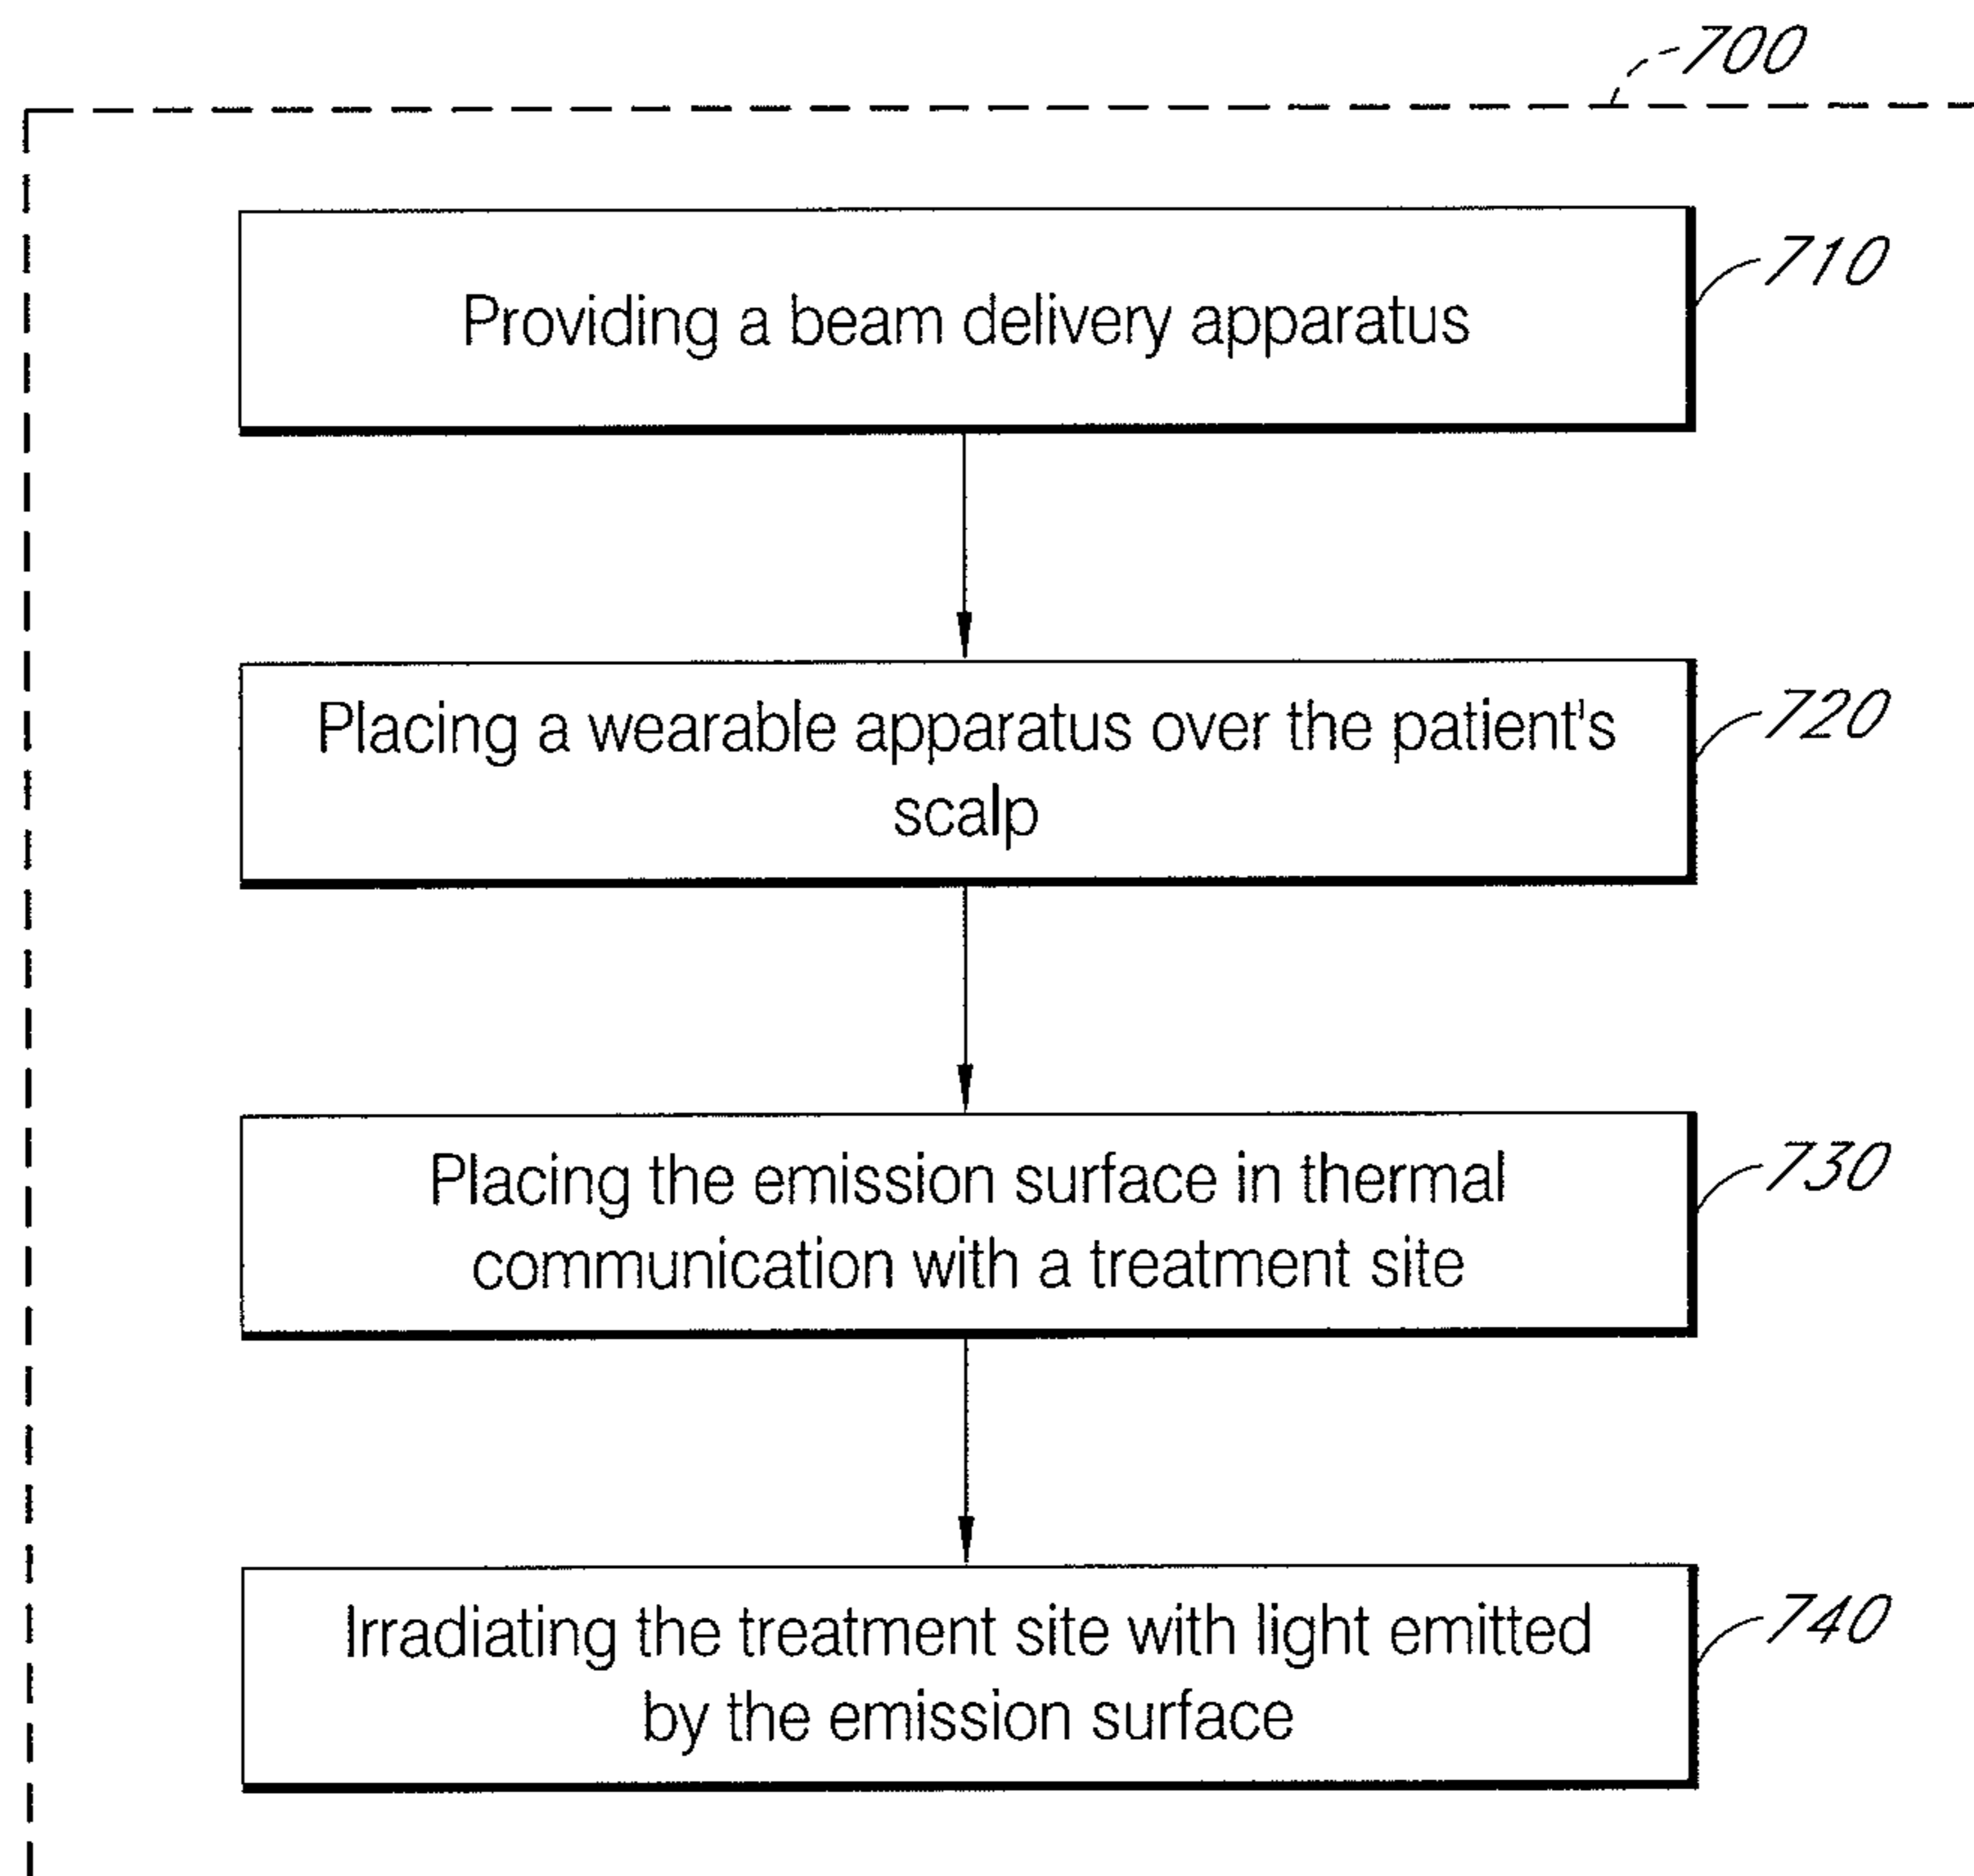 700
Providing a beam delivery apparatus
710
Placing a wearable apparatus over the patient's
scalp
720
Placing the emission surface in thermal
communication with a treatment site
730
Irradiating the treatment site with light emitted
by the emission surface
740